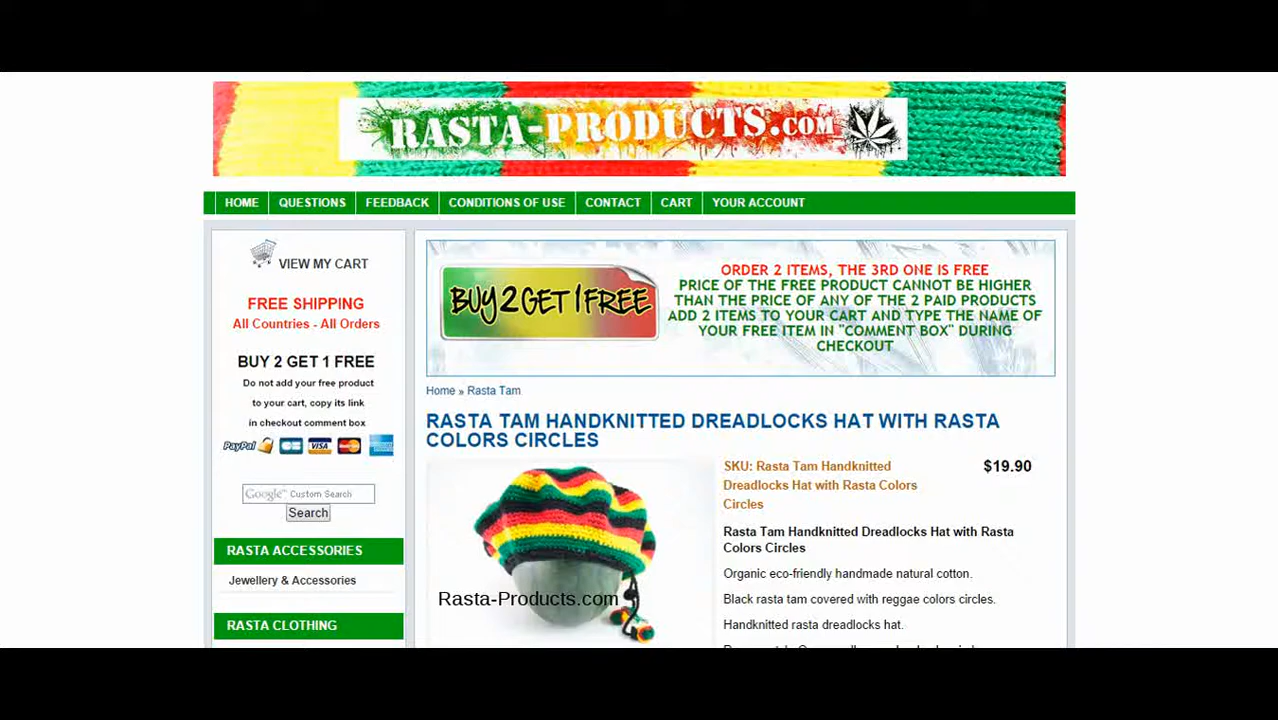 RASTA-PRODUCTS.COM
HOME QUESTIONS FEEDBACK CONDITIONS OF USE CONTACT CART YOUR ACCOUNT
VIEW MY CART
FREE SHIPPING
All Countries - All Orders
BUY 2 GET 1 FREE
Do not add your free product
to your cart, copy its link
in checkout comment box
PayPal VISA
Google™ Custom Search
Search
RASTA ACCESSORIES
Jewellery & Accessories
RASTA CLOTHING
BUY 2 GET 1 FREE
ORDER 2 ITEMS, THE 3RD ONE IS FREE
PRICE OF THE FREE PRODUCT CANNOT BE HIGHER
THAN THE PRICE OF ANY OF THE 2 PAID PRODUCTS
ADD 2 ITEMS TO YOUR CART AND TYPE THE NAME OF
YOUR FREE ITEM IN "COMMENT BOX" DURING
CHECKOUT
Home » Rasta Tam
RASTA TAM HANDKNITTED DREADLOCKS HAT WITH RASTA
COLORS CIRCLES
Rasta-Products.com
SKU: Rasta Tam Handknitted
Dreadlocks Hat with Rasta Colors
Circles
$19.90
Rasta Tam Handknitted Dreadlocks Hat with Rasta
Colors Circles
Organic eco-friendly handmade natural cotton.
Black rasta tam covered with reggae colors circles.
Handknitted rasta dreadlocks hat.